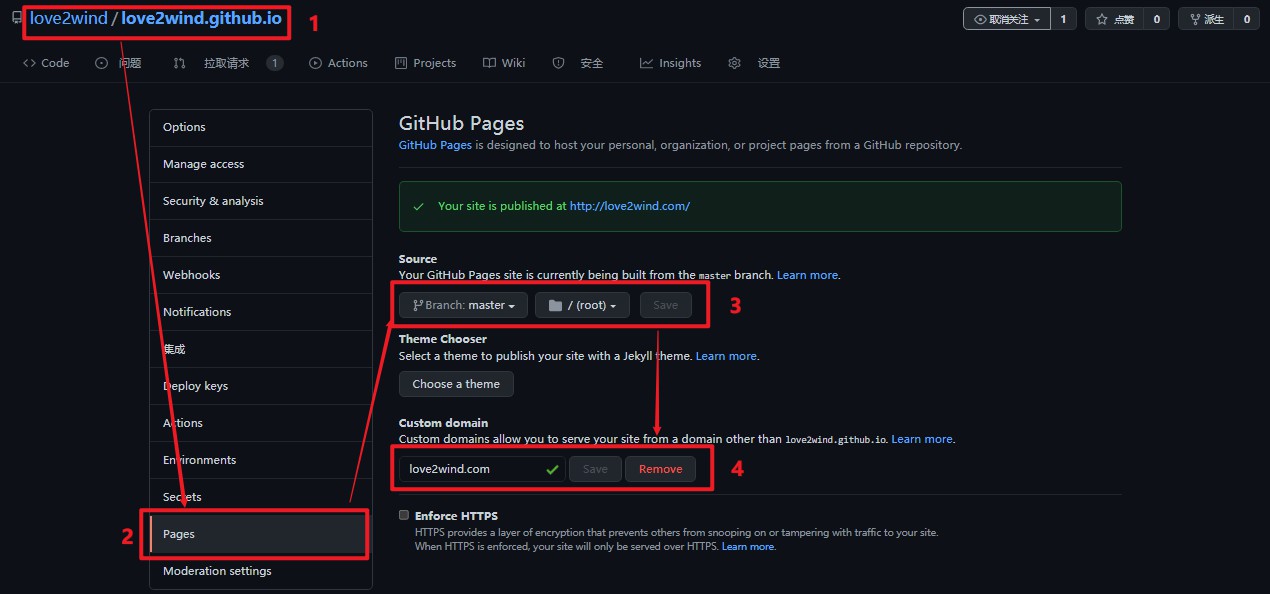 love2wind / love2wind.github.io 1
取消关注 1 点赞 0 派生 0
Code 问题 拉取请求 1 Actions Projects Wiki 安全 Insights 设置
Options
Manage access
Security & analysis
Branches
Webhooks
Notifications
集成
Deploy keys
Actions
Environments
Secrets
2 Pages
Moderation settings
GitHub Pages
GitHub Pages is designed to host your personal, organization, or project pages from a GitHub repository.
Your site is published at http://love2wind.com/
Source
Your GitHub Pages site is currently being built from the master branch. Learn more.
Branch: master / (root) Save 3
Theme Chooser
Select a theme to publish your site with a Jekyll theme. Learn more.
Choose a theme
Custom domain
Custom domains allow you to serve your site from a domain other than love2wind.github.io. Learn more.
love2wind.com Save Remove 4
Enforce HTTPS
HTTPS provides a layer of encryption that prevents others from snooping on or tampering with traffic to your site.
When HTTPS is enforced, your site will only be served over HTTPS. Learn more.